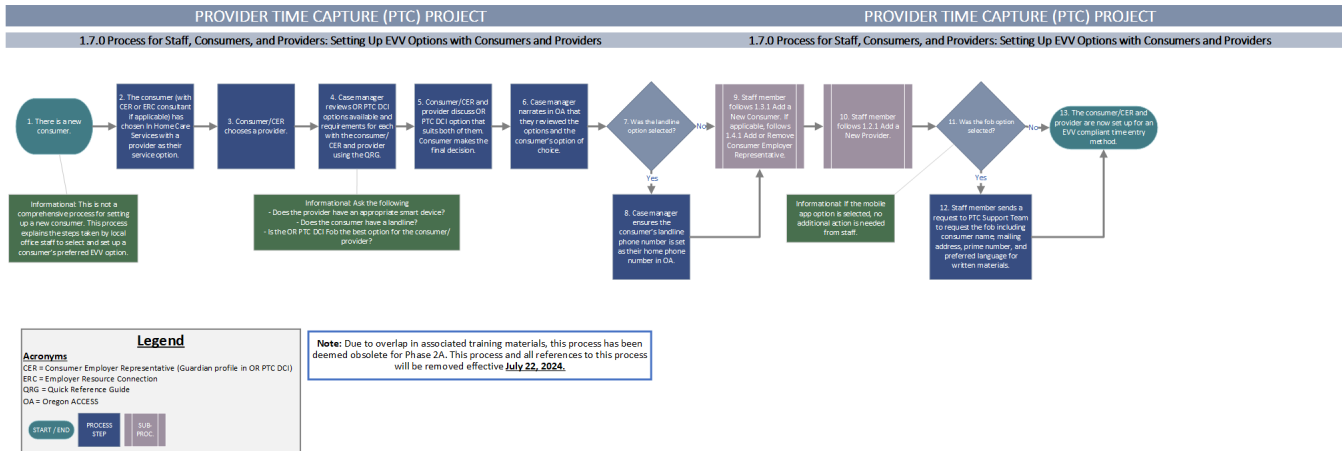 PROVIDER TIME CAPTURE (PTC) PROJECT
PROVIDER TIME CAPTURE (PTC) PROJECT
1.7.0 Process for Staff, Consumers, and Providers: Setting Up EVV Options with Consumers and Providers
1.7.0 Process for Staff, Consumers, and Providers: Setting Up EVV Options with Consumers and Providers
1. There is a new
consumer.
2. The consumer (with
CER or ERC consultant
if applicable) has
chosen In Home Care
Services with a
provider as their
service option.
3. Consumer/CER
chooses a provider.
4. Case manager
reviews OR PTC DCI
options available and
requirements for each
with the consumer/
CER and provider
using the QRG.
5. Consumer/CER and
provider discuss OR
PTC DCI option that
suits both of them.
Consumer makes the
final decision.
6. Case manager
narrates in OA that
they reviewed the
options and the
consumer's option of
choice.
7. Was the landline
option selected?
No
Yes
8. Case manager
ensures the
consumer's landline
phone number is set
as their home phone
number in OA.
9. Staff member
follows 1.3.1 Add a
New Consumer. If
applicable, follows
1.4.1 Add or Remove
Consumer Employer
Representative.
10. Staff member
follows 1.2.1 Add a
New Provider.
11. Was the fob option
selected?
No
Yes
12. Staff member sends a
request to PTC Support Team
to request the fob including
consumer name, mailing
address, prime number, and
preferred language for
written materials.
13. The consumer/CER and
provider are now set up for an
EVV compliant time entry
method.
Informational: This is not a
comprehensive process for setting
up a new consumer. This process
explains the steps taken by local
office staff to select and set up a
consumer's preferred EVV option.
Informational: Ask the following
- Does the provider have an appropriate smart device?
- Does the consumer have a landline?
- Is the OR PTC DCI Fob the best option for the consumer/
provider?
Informational: If the mobile
app option is selected, no
additional action is needed
from staff.
Legend
Acronyms
CER = Consumer Employer Representative (Guardian profile in OR PTC DCI)
ERC = Employer Resource Connection
QRG = Quick Reference Guide
OA = Oregon ACCESS
START / END
PROCESS
STEP
SUB-
PROC.
Note: Due to overlap in associated training materials, this process has been
deemed obsolete for Phase 2A. This process and all references to this process
will be removed effective July 22, 2024.